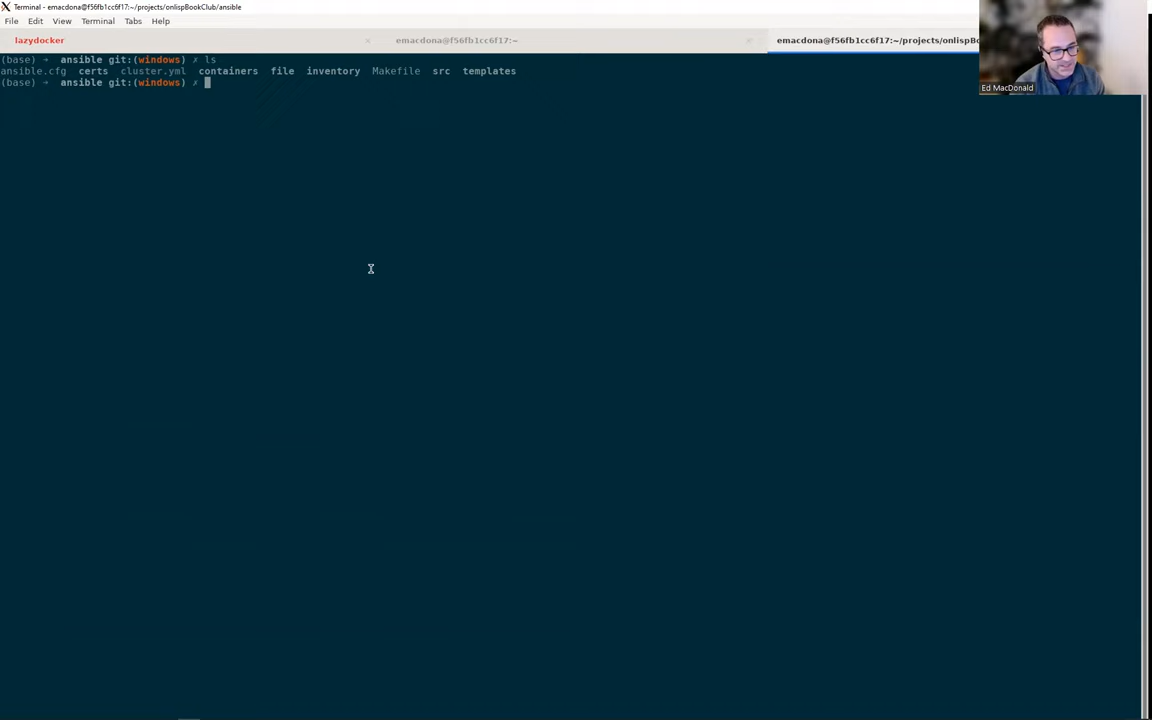 Terminal - emacdona@f56fb1cc6f17:~/projects/onlispBookClub/ansible
File Edit View Terminal Tabs Help
lazydocker × emacdona@f56fb1cc6f17:~ × emacdona@f56fb1cc6f17:~/projects/onlispBo
(base) → ansible git:(windows) ✗ ls
ansible.cfg certs cluster.yml containers file inventory Makefile src templates
(base) → ansible git:(windows) ✗
Ed MacDonald